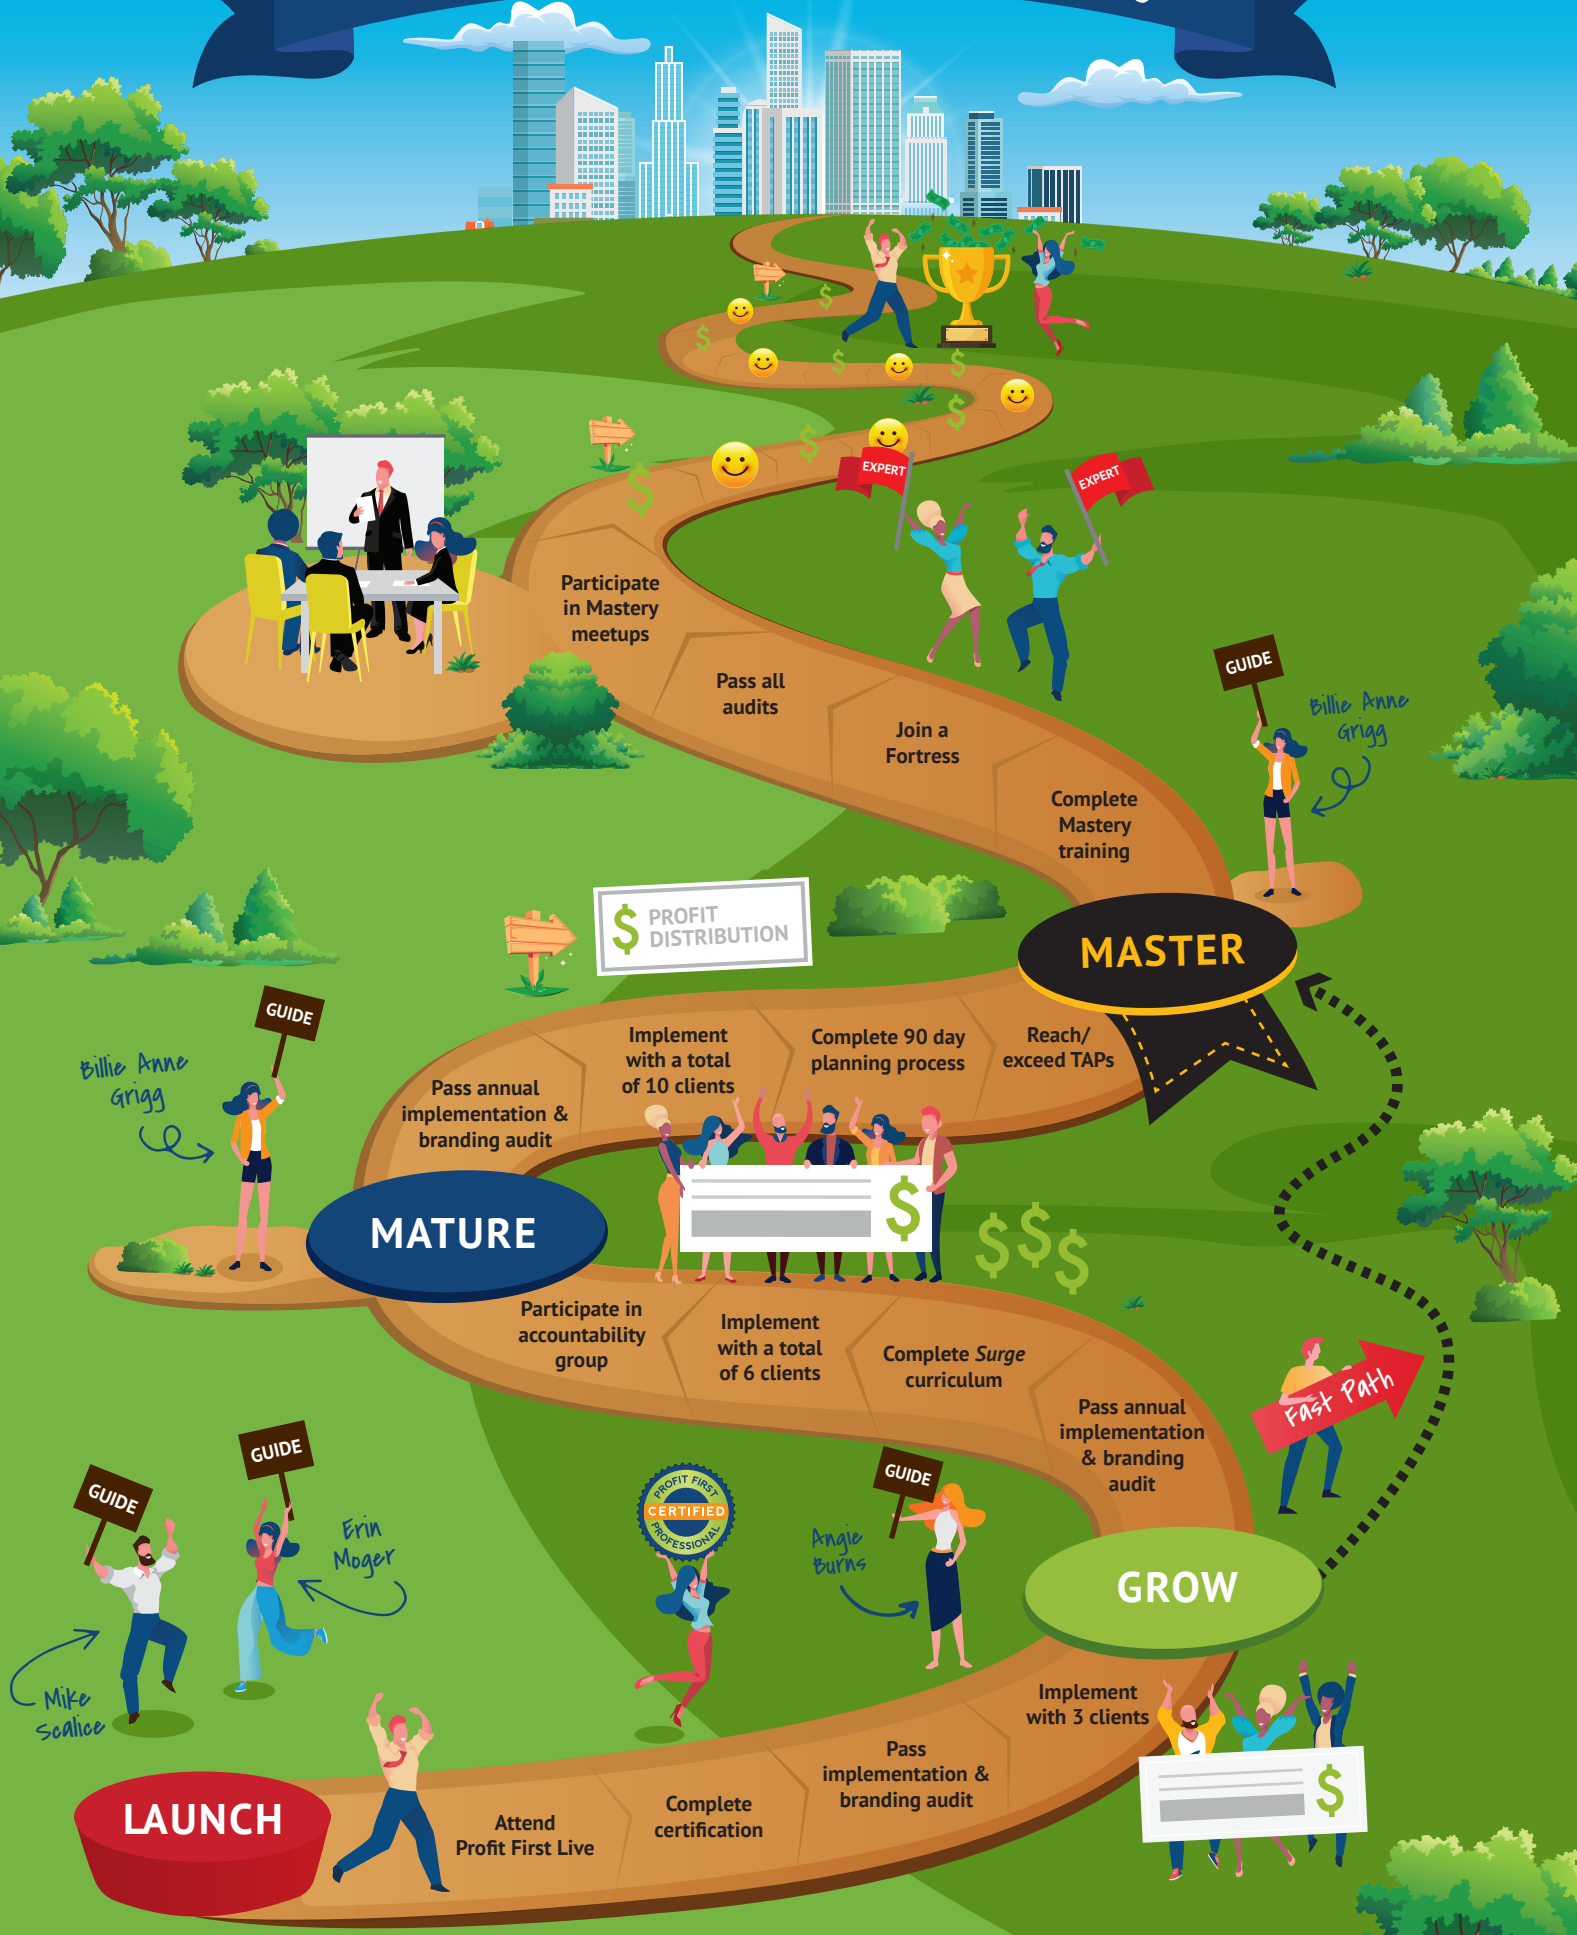 EXPERT
EXPERT
Participate
in Mastery
meetups
Pass all
audits
Join a
Fortress
Complete
Mastery
training
GUIDE
Billie Anne
Grigg
$ PROFIT
DISTRIBUTION
MASTER
GUIDE
Billie Anne
Grigg
Reach/
exceed TAPs
Complete 90 day
planning process
Implement
with a total
of 10 clients
Pass annual
implementation &
branding audit
MATURE
$
$ $ $
Participate in
accountability
group
Implement
with a total
of 6 clients
Complete Surge
curriculum
Pass annual
implementation
& branding
audit
Fast Path
GUIDE
GUIDE
Erin
Moger
Mike
Scalice
PROFIT FIRST
CERTIFIED
PROFESSIONAL
GUIDE
Angie
Burns
GROW
Implement
with 3 clients
$
Pass
implementation &
branding audit
Complete
certification
Attend
Profit First Live
LAUNCH